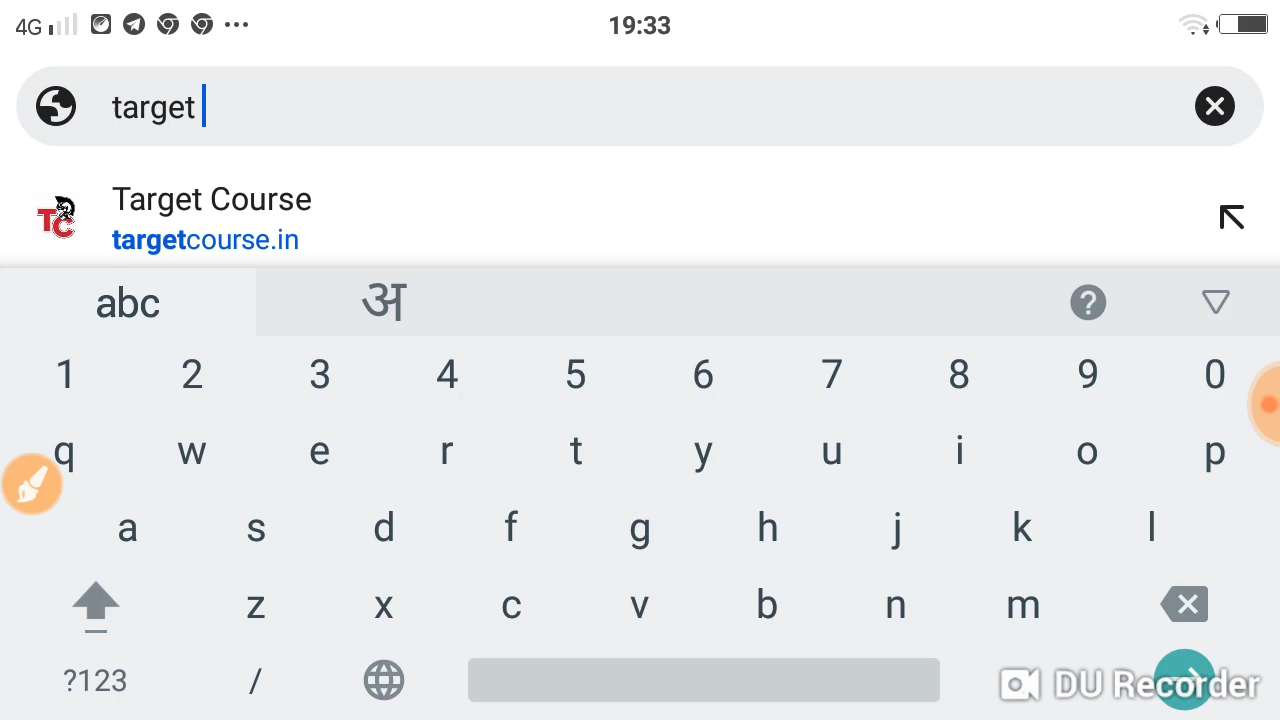 4G 19:33
target
TC Target Course
targetcourse.in
abc अ ?
1 2 3 4 5 6 7 8 9 0
q w e r t y u i o p
a s d f g h j k l
z x c v b n m
?123 / DU Recorder